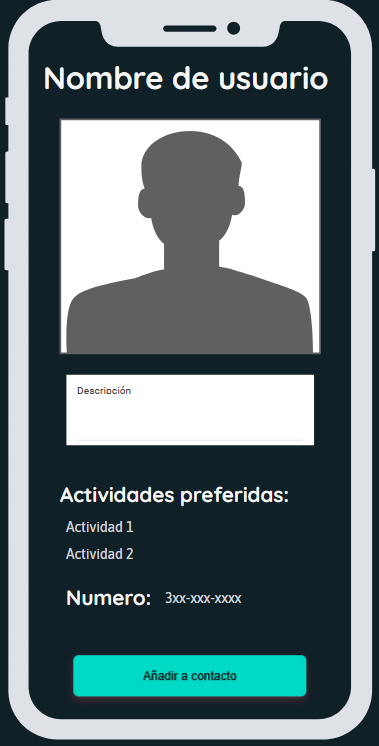 Nombre de usuario
Descripción
Actividades preferidas:
Actividad 1
Actividad 2
Numero: 3xx-xxx-xxxx
Añadir a contacto